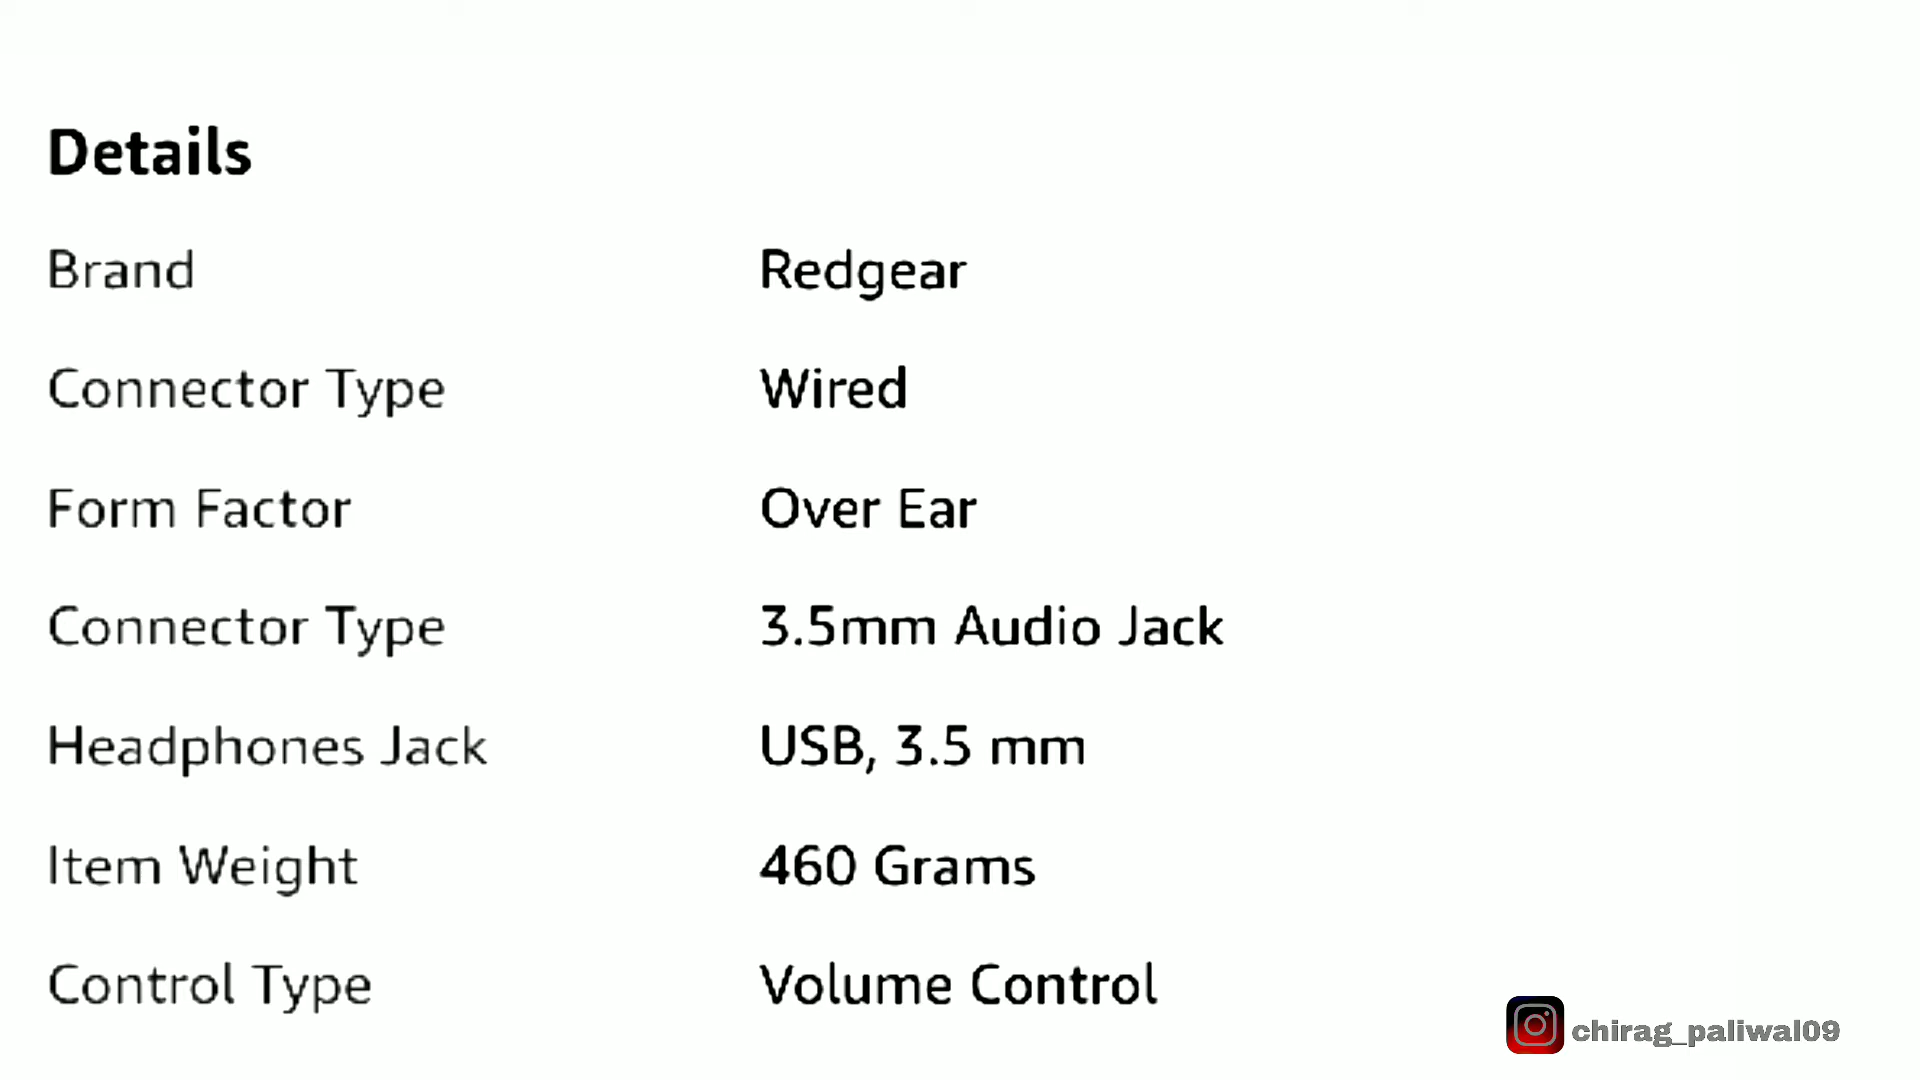 Details
Brand Redgear
Connector Type Wired
Form Factor Over Ear
Connector Type 3.5mm Audio Jack
Headphones Jack USB, 3.5 mm
Item Weight 460 Grams
Control Type Volume Control
chirag_paliwal09